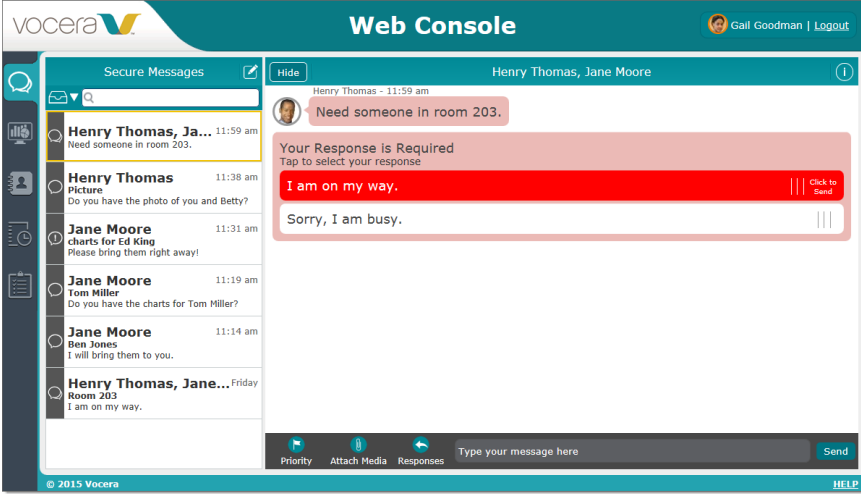 vocera
Web Console
Gail Goodman | Logout
Secure Messages
Hide
Henry Thomas, Jane Moore
Henry Thomas, Ja... 11:59 am
Need someone in room 203.
Henry Thomas 11:38 am
Picture
Do you have the photo of you and Betty?
Jane Moore 11:31 am
charts for Ed King
Please bring them right away!
Jane Moore 11:19 am
Tom Miller
Do you have the charts for Tom Miller?
Jane Moore 11:14 am
Ben Jones
I will bring them to you.
Henry Thomas, Jane... Friday
Room 203
I am on my way.
Henry Thomas - 11:59 am
Need someone in room 203.
Your Response is Required
Tap to select your response
I am on my way.
Click to
Send
Sorry, I am busy.
Priority
Attach Media
Responses
Type your message here
Send
© 2015 Vocera
HELP